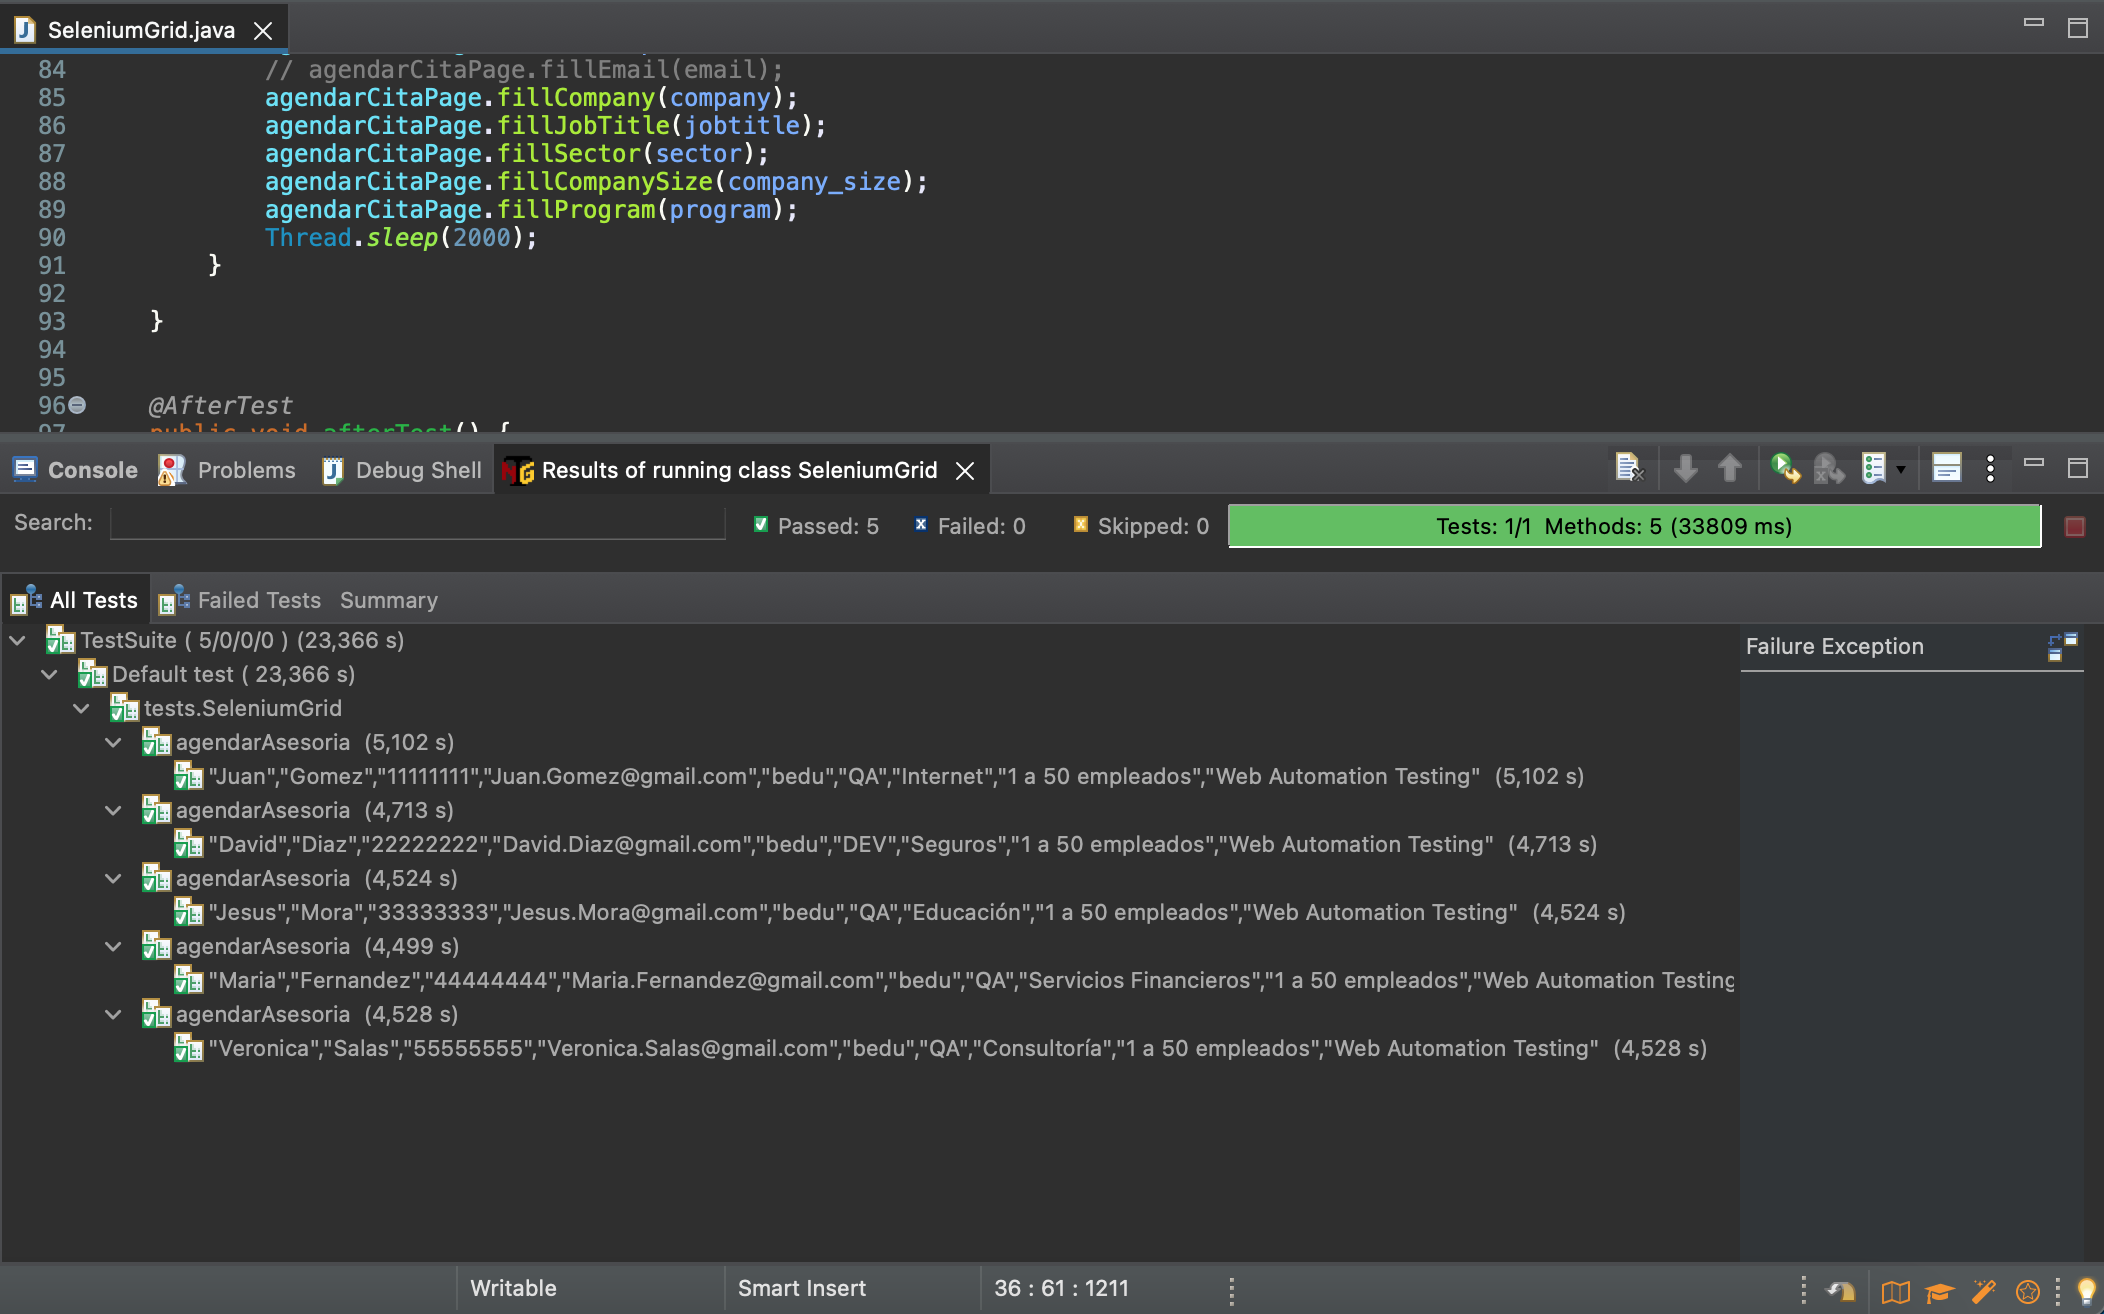 SeleniumGrid.java
84 // agendarCitaPage.fillEmail(email);
85 agendarCitaPage.fillCompany(company);
86 agendarCitaPage.fillJobTitle(jobtitle);
87 agendarCitaPage.fillSector(sector);
88 agendarCitaPage.fillCompanySize(company_size);
89 agendarCitaPage.fillProgram(program);
90 Thread.sleep(2000);
91 }
92
93 }
94
95
96 @AfterTest
97 public void afterTest() {
Console Problems Debug Shell Results of running class SeleniumGrid
Search: Passed: 5 Failed: 0 Skipped: 0 Tests: 1/1 Methods: 5 (33809 ms)
All Tests Failed Tests Summary
TestSuite ( 5/0/0/0 ) (23,366 s)
Failure Exception
Default test ( 23,366 s)
tests.SeleniumGrid
agendarAsesoria (5,102 s)
"Juan","Gomez","11111111","Juan.Gomez@gmail.com","bedu","QA","Internet","1 a 50 empleados","Web Automation Testing" (5,102 s)
agendarAsesoria (4,713 s)
"David","Diaz","22222222","David.Diaz@gmail.com","bedu","DEV","Seguros","1 a 50 empleados","Web Automation Testing" (4,713 s)
agendarAsesoria (4,524 s)
"Jesus","Mora","33333333","Jesus.Mora@gmail.com","bedu","QA","Educación","1 a 50 empleados","Web Automation Testing" (4,524 s)
agendarAsesoria (4,499 s)
"Maria","Fernandez","44444444","Maria.Fernandez@gmail.com","bedu","QA","Servicios Financieros","1 a 50 empleados","Web Automation Testing
agendarAsesoria (4,528 s)
"Veronica","Salas","55555555","Veronica.Salas@gmail.com","bedu","QA","Consultoría","1 a 50 empleados","Web Automation Testing" (4,528 s)
Writable Smart Insert 36 : 61 : 1211